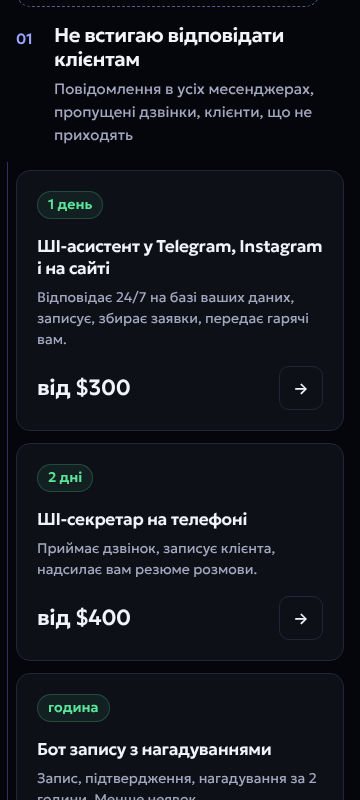 01
Не встигаю відповідати
клієнтам
Повідомлення в усіх месенджерах,
пропущені дзвінки, клієнти, що не
приходять
1 день
ШІ-асистент у Telegram, Instagram
і на сайті
Відповідає 24/7 на базі ваших даних,
записує, збирає заявки, передає гарячі
вам.
від $300
→
2 дні
ШІ-секретар на телефоні
Приймає дзвінок, записує клієнта,
надсилає вам резюме розмови.
від $400
→
година
Бот запису з нагадуваннями
Запис, підтвердження, нагадування за 2
години. Менше неявок.